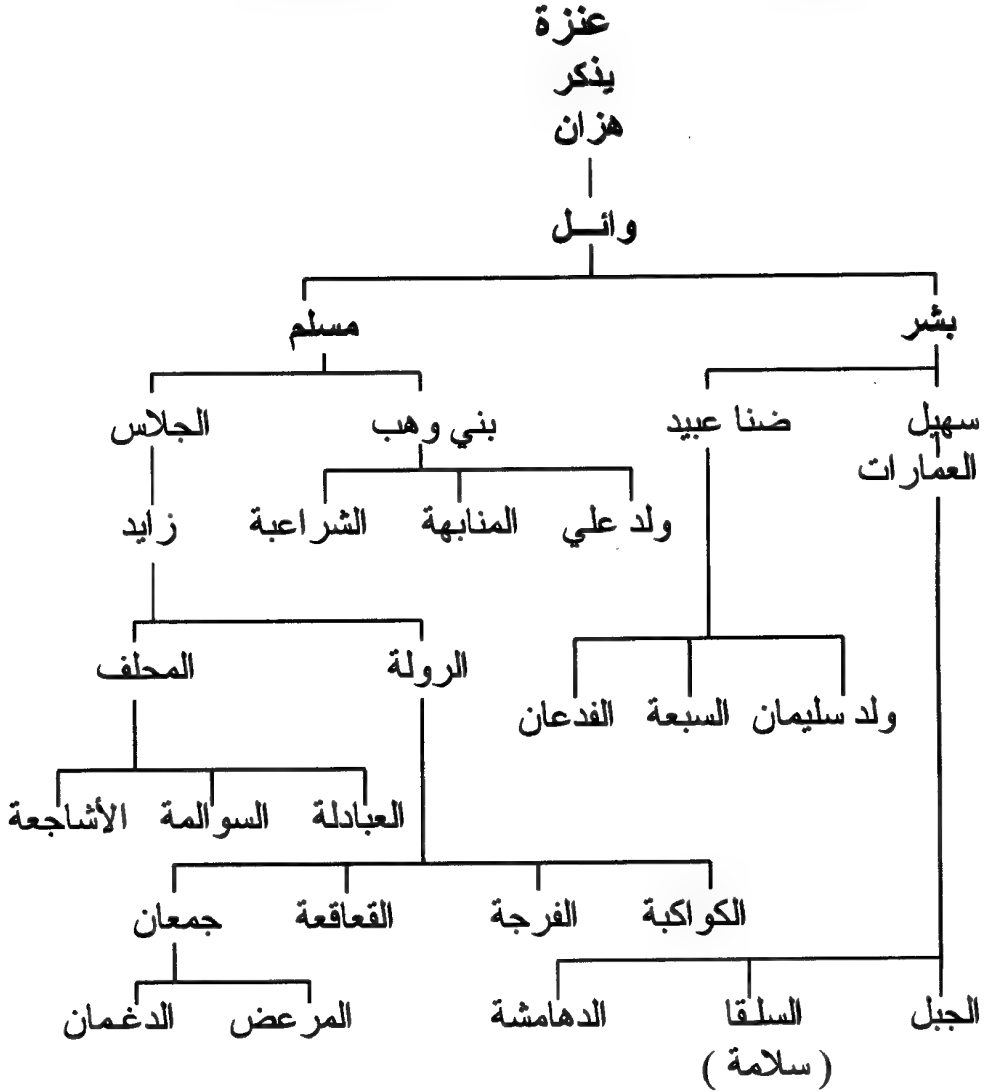 عنزة
يذكر
هزان
وائل
بشر
مسلم
سهيل
ضنا عبيد
بني وهب
الجلاس
العمارات
ولد علي
المنابهة
الشراعبة
زايد
الرولة
المحلف
ولد سليمان
السبعة
الفدعان
العبادلة
السوالمة
الأشاجعة
الكواكبة
الفرجة
القعاقعة
جمعان
الجبل
السلقا
الدهامشة
المرعض
الدغمان
(سلامة)